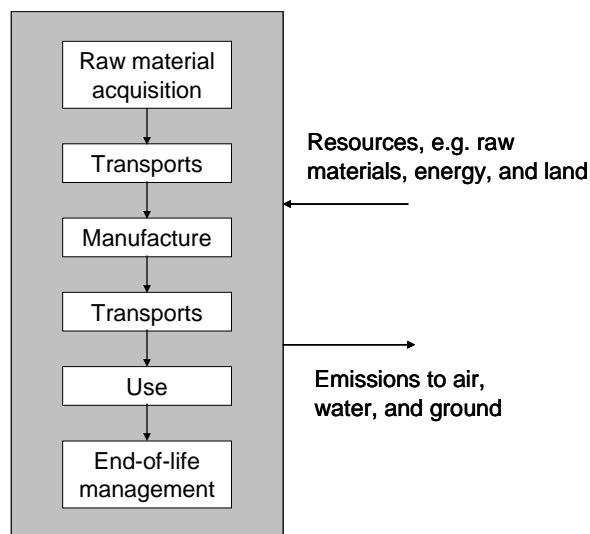 Raw material
acquisition
Transports
Resources, e.g. raw
materials, energy, and land
Manufacture
Transports
Emissions to air,
water, and ground
Use
End-of-life
management